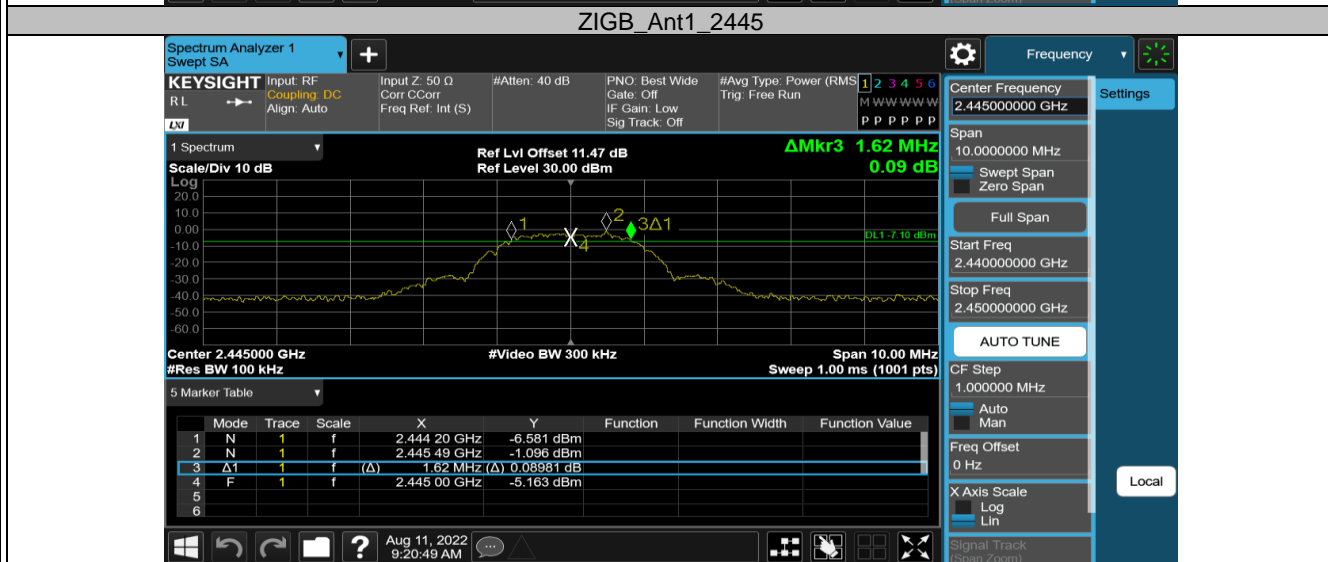 ZIGB_Ant1_2445
Spectrum Analyzer 1
Swept SA
+
Frequency
KEYSIGHT
R L
LXI
Input: RF
Coupling: DC
Align: Auto
Input Z: 50 Ω
Corr CCorr
Freq Ref: Int (S)
#Atten: 40 dB
PNO: Best Wide
Gate: Off
IF Gain: Low
Sig Track: Off
#Avg Type: Power (RMS
Trig: Free Run
1 2 3 4 5 6
M W W W W W
P P P P P P
1 Spectrum
Scale/Div 10 dB
Ref Lvl Offset 11.47 dB
Ref Level 30.00 dBm
ΔMkr3 1.62 MHz
0.09 dB
Log
20.0
10.0
0.00
-10.0
-20.0
-30.0
-40.0
-50.0
-60.0
1
2
3Δ1
4
DL1 -7.10 dBm
Center 2.445000 GHz
#Video BW 300 kHz
Span 10.00 MHz
#Res BW 100 kHz
Sweep 1.00 ms (1001 pts)
5 Marker Table
Mode Trace Scale X Y Function Function Width Function Value
1 N 1 f 2.444 20 GHz -6.581 dBm
2 N 1 f 2.445 49 GHz -1.096 dBm
3 Δ1 1 f (Δ) 1.62 MHz (Δ) 0.08981 dB
4 F 1 f 2.445 00 GHz -5.163 dBm
5
6
?
Aug 11, 2022
9:20:49 AM
Center Frequency
2.445000000 GHz
Settings
Span
10.0000000 MHz
Swept Span
Zero Span
Full Span
Start Freq
2.440000000 GHz
Stop Freq
2.450000000 GHz
AUTO TUNE
CF Step
1.000000 MHz
Auto
Man
Freq Offset
0 Hz
X Axis Scale
Log
Lin
Local
Signal Track
(Span Zoom)